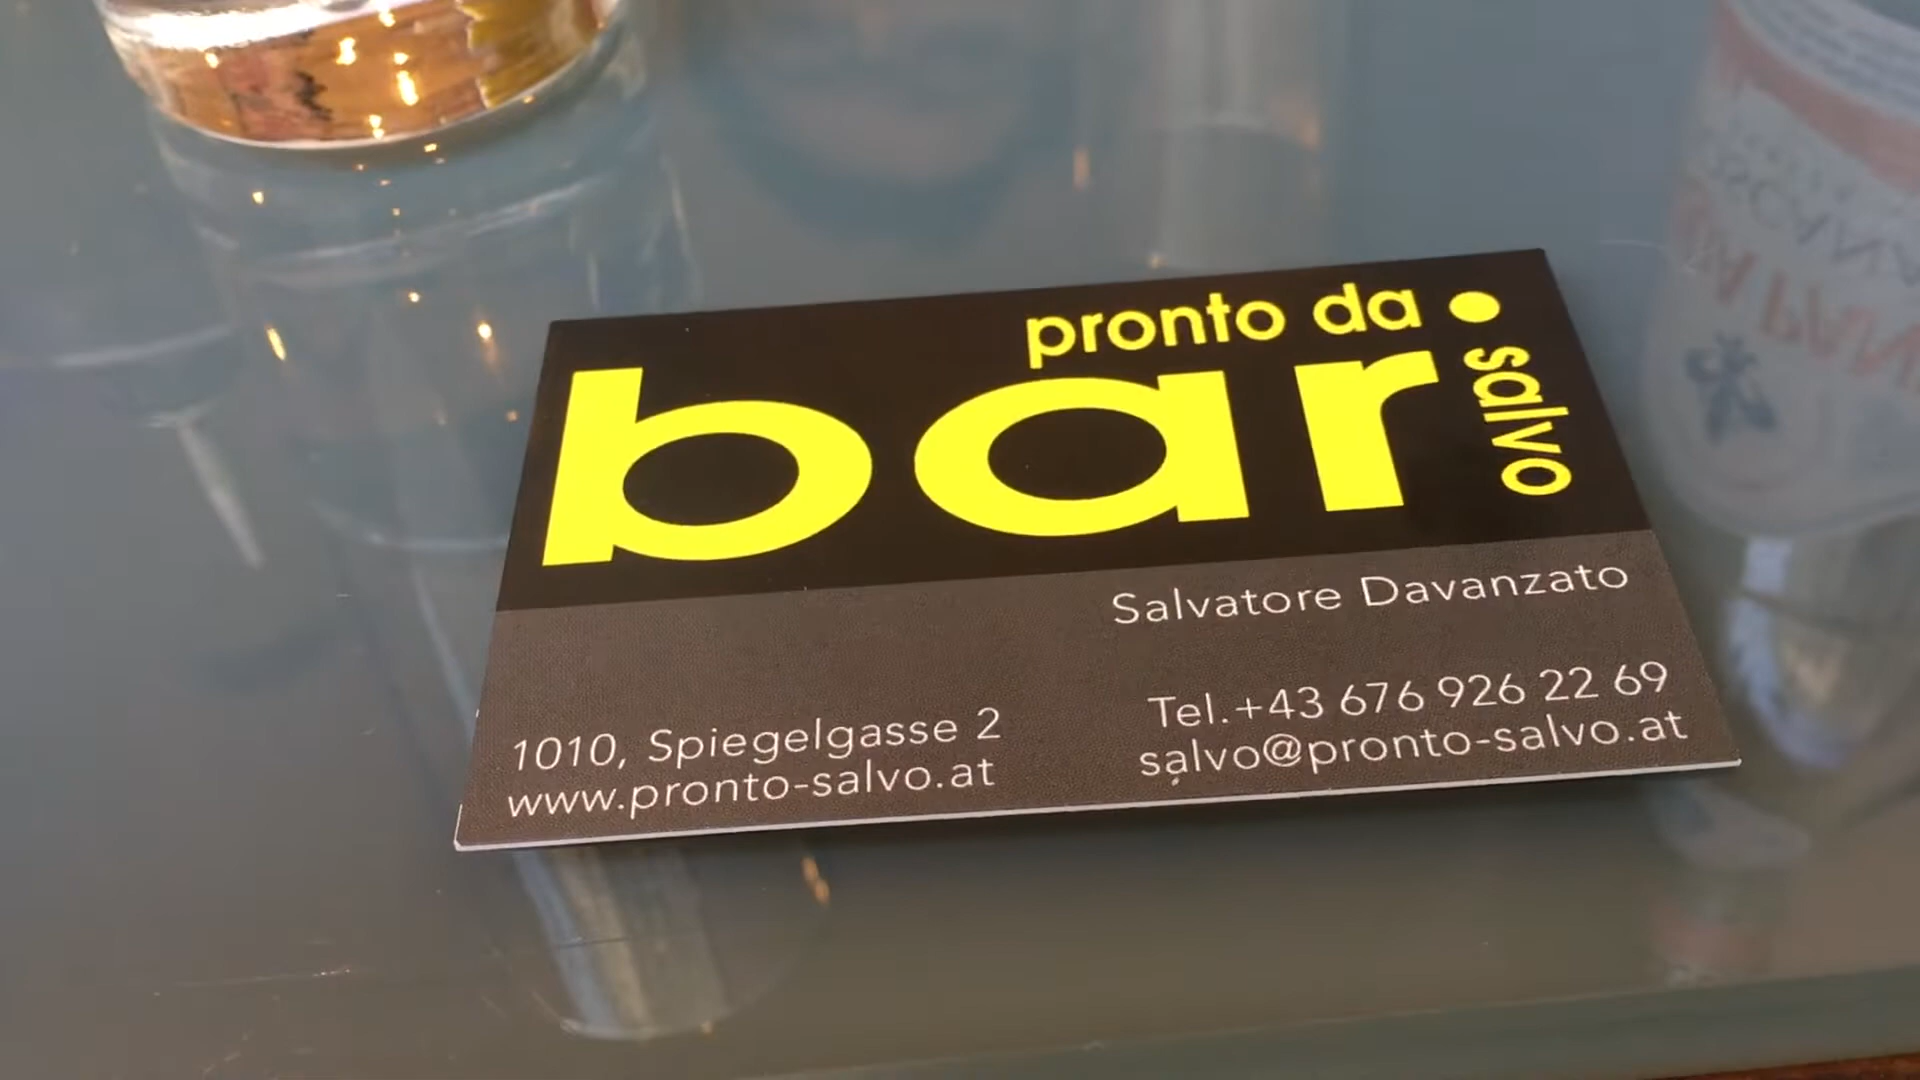 pronto da
bar
salvo
Salvatore Davanzato
1010, Spiegelgasse 2
www.pronto-salvo.at
Tel.+43 676 926 22 69
salvo@pronto-salvo.at